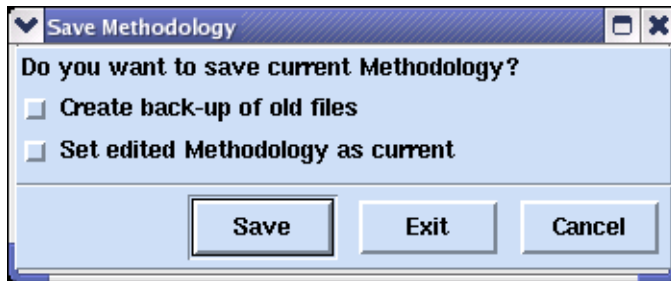 Save Methodology
Do you want to save current Methodology?
Create back-up of old files
Set edited Methodology as current
Save Exit Cancel